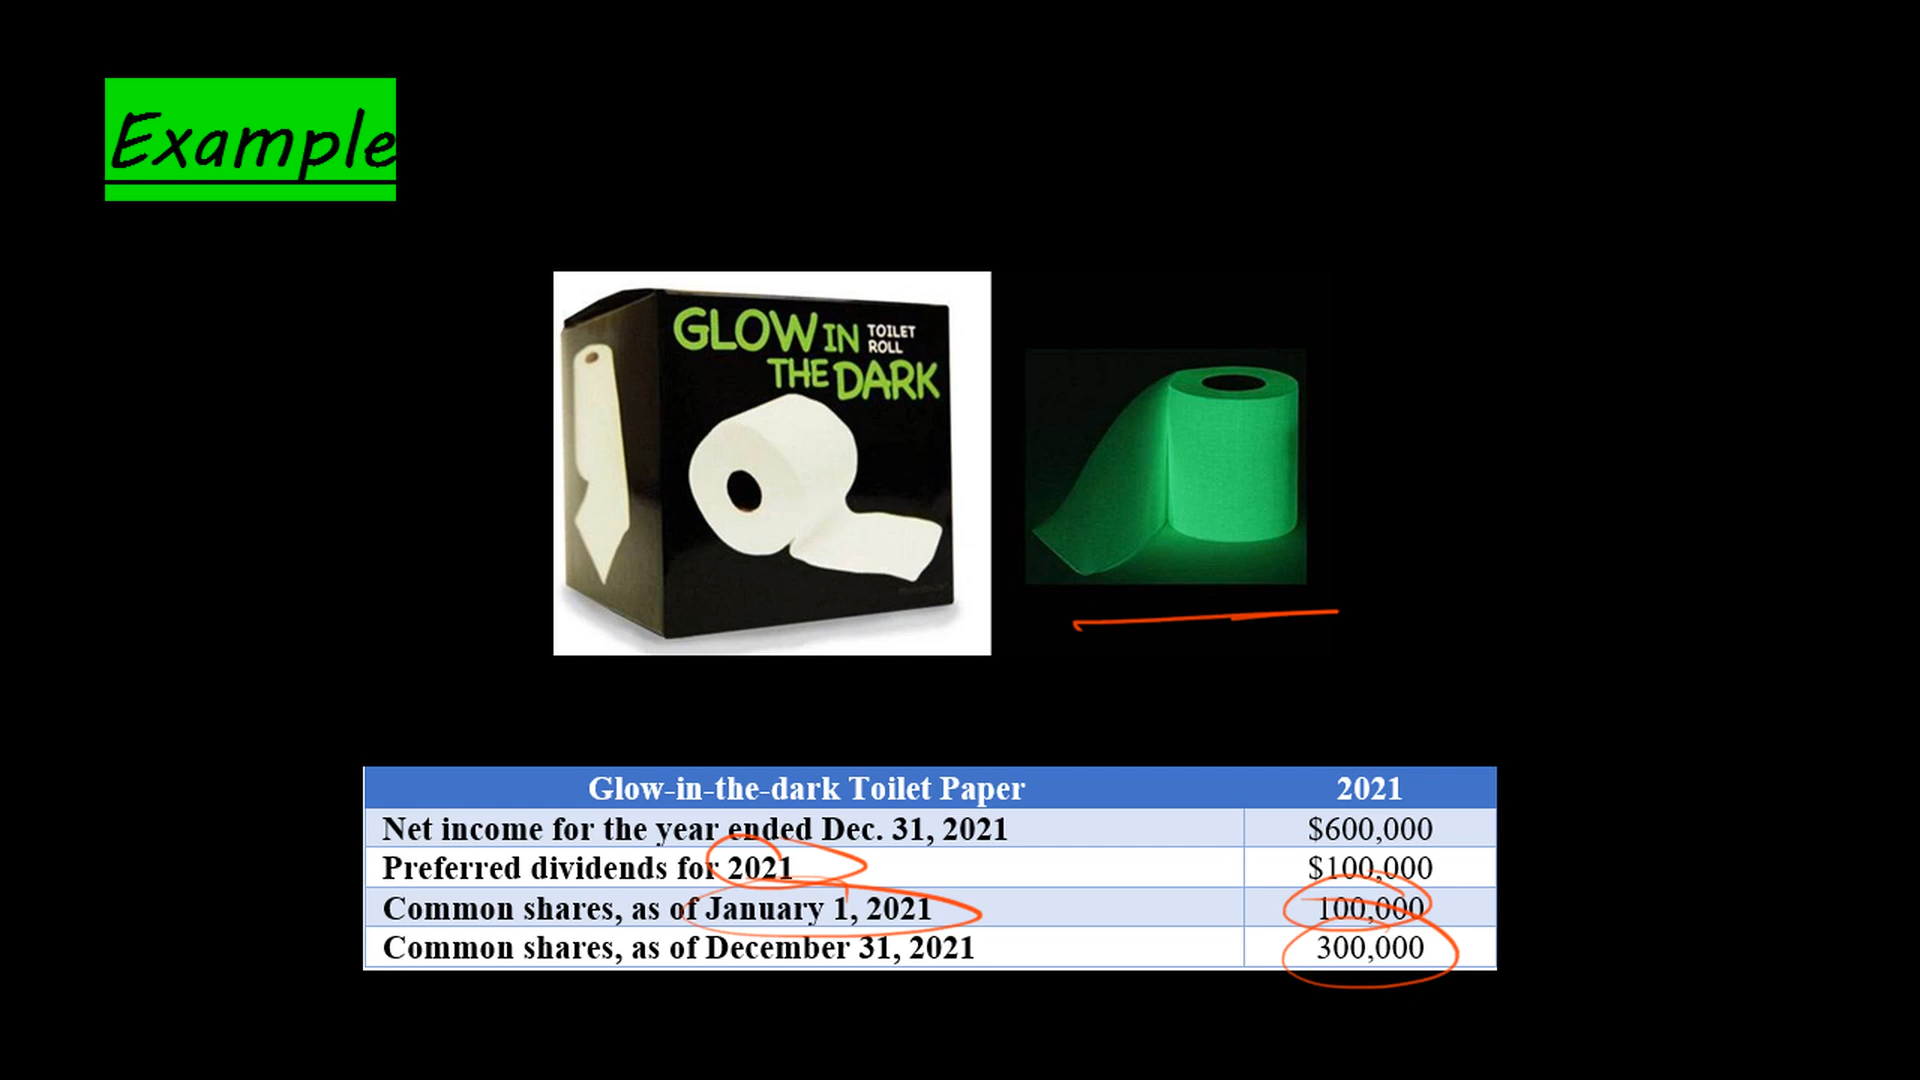 Example
GLOW IN TOILET ROLL
THE DARK
Glow-in-the-dark Toilet Paper 2021
Net income for the year ended Dec. 31, 2021 $600,000
Preferred dividends for 2021 $100,000
Common shares, as of January 1, 2021 100,000
Common shares, as of December 31, 2021 300,000